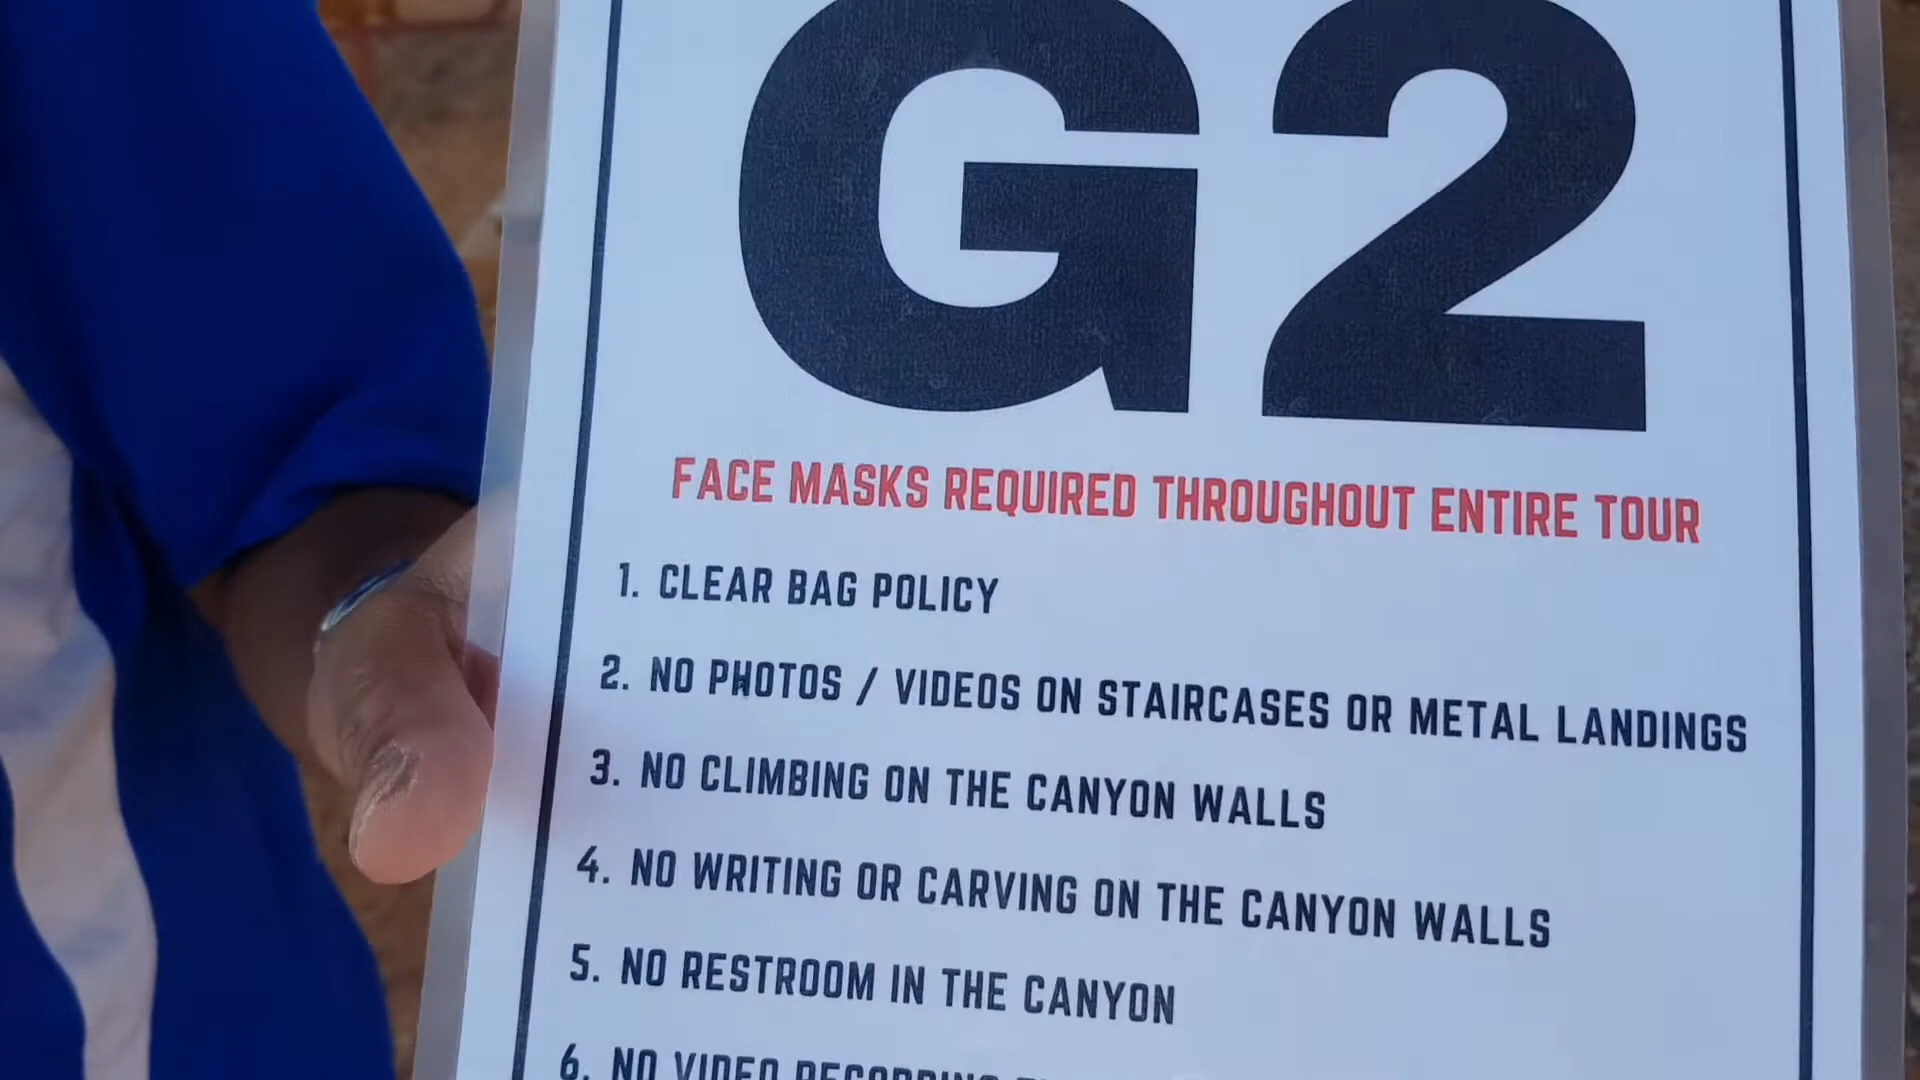 G2
FACE MASKS REQUIRED THROUGHOUT ENTIRE TOUR
1. CLEAR BAG POLICY
2. NO PHOTOS / VIDEOS ON STAIRCASES OR METAL LANDINGS
3. NO CLIMBING ON THE CANYON WALLS
4. NO WRITING OR CARVING ON THE CANYON WALLS
5. NO RESTROOM IN THE CANYON
6. NO VIDEO RECORDING